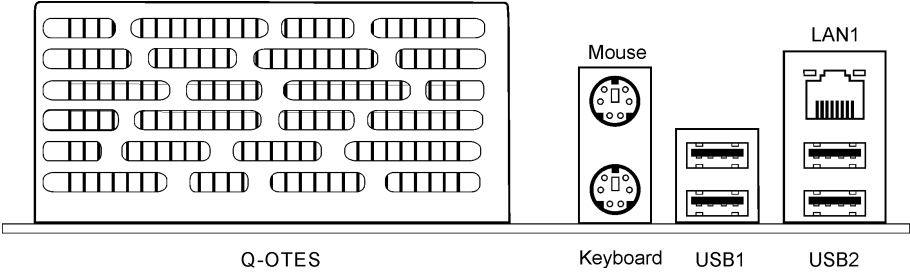 Mouse
LAN1
Q-OTES
Keyboard
USB1
USB2